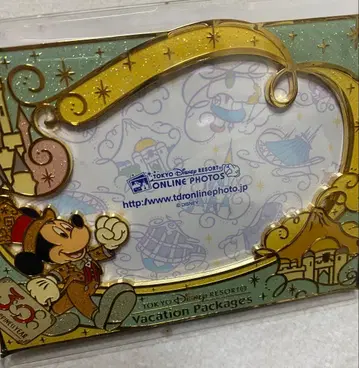 TOKYO Disney RESORT
ONLINE PHOTOS
http://www.tdronlinephoto.jp
©DISNEY
TOKYO Disney RESORT
Vacation Packages